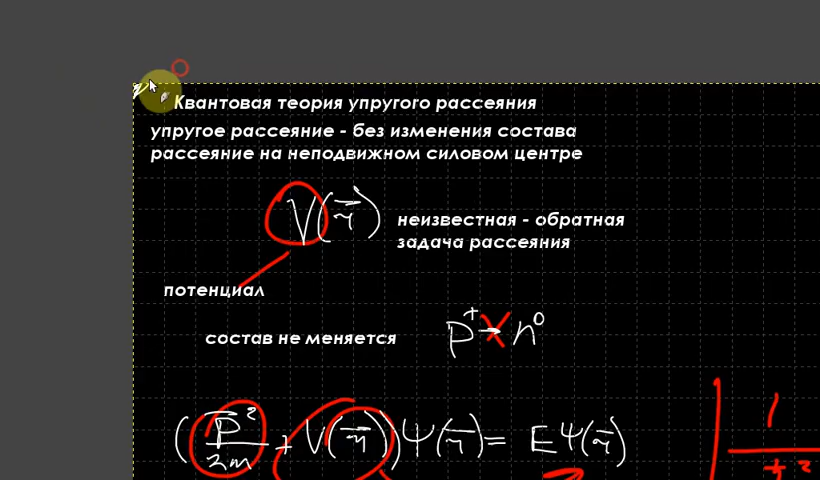 Квантовая теория упругого рассеяния
упругое рассеяние - без изменения состава
рассеяние на неподвижном силовом центре
V(r⃗)
неизвестная - обратная
задача рассеяния
потенциал
состав не меняется
p⁺ → n⁰
(p⃗²/2m + V(r⃗))Ψ(r⃗) = EΨ(r⃗)